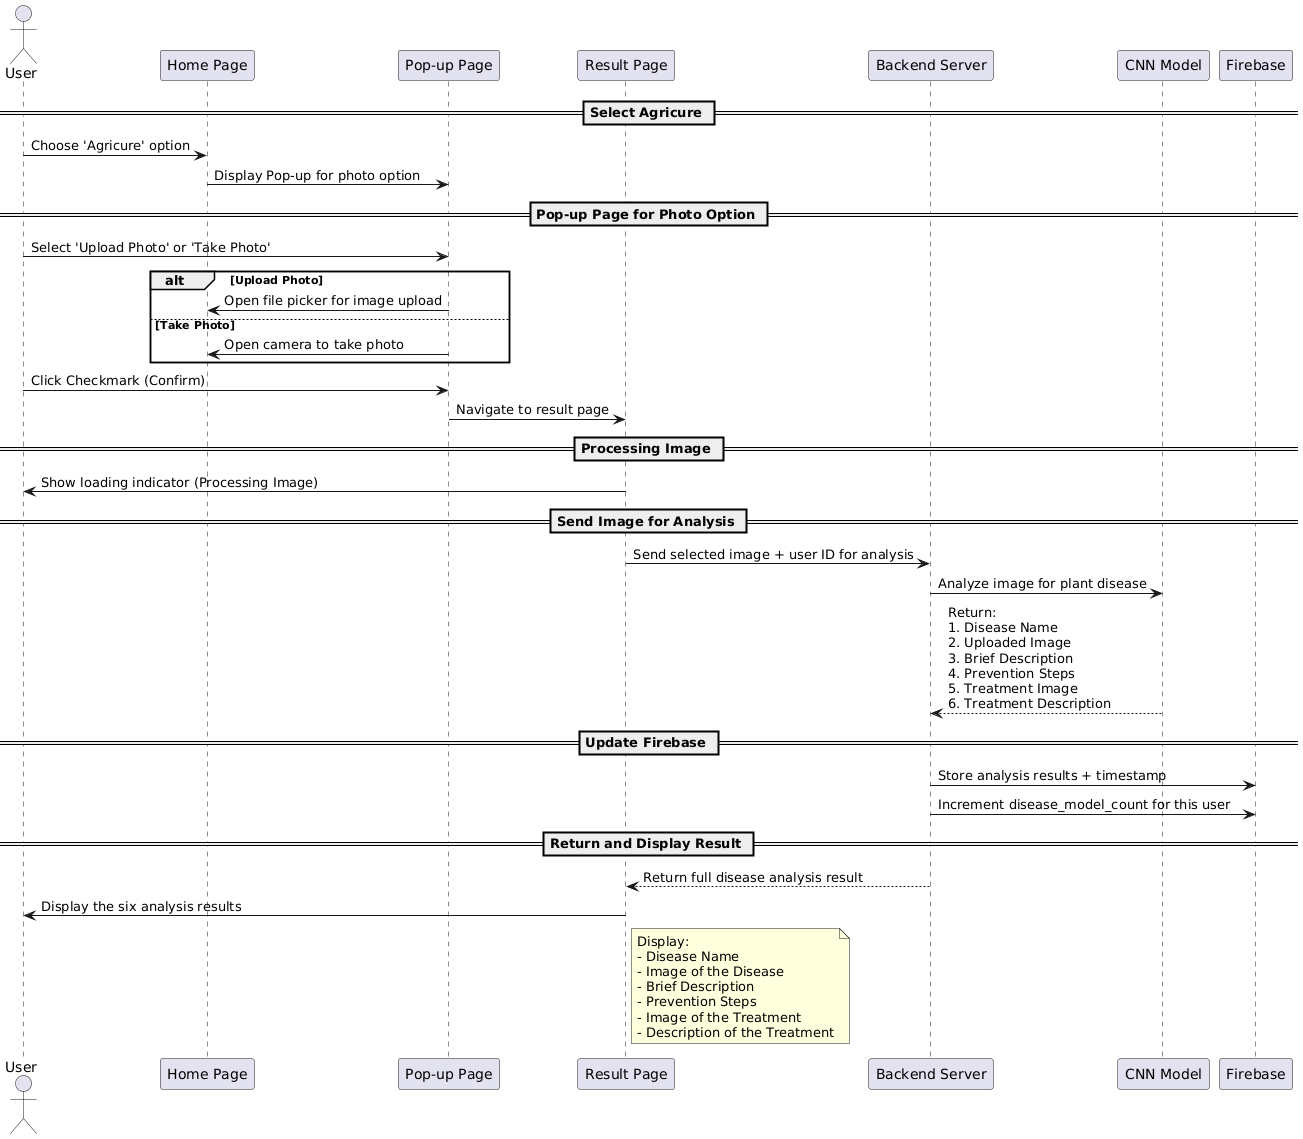 User
Home Page
Pop-up Page
Result Page
Backend Server
CNN Model
Firebase
Select Agricure
Choose 'Agricure' option
Display Pop-up for photo option
Pop-up Page for Photo Option
Select 'Upload Photo' or 'Take Photo'
alt
[Upload Photo]
Open file picker for image upload
[Take Photo]
Open camera to take photo
Click Checkmark (Confirm)
Navigate to result page
Processing Image
Show loading indicator (Processing Image)
Send Image for Analysis
Send selected image + user ID for analysis
Analyze image for plant disease
Return:
1. Disease Name
2. Uploaded Image
3. Brief Description
4. Prevention Steps
5. Treatment Image
6. Treatment Description
Update Firebase
Store analysis results + timestamp
Increment disease_model_count for this user
Return and Display Result
Return full disease analysis result
Display the six analysis results
Display:
- Disease Name
- Image of the Disease
- Brief Description
- Prevention Steps
- Image of the Treatment
- Description of the Treatment
User
Home Page
Pop-up Page
Result Page
Backend Server
CNN Model
Firebase